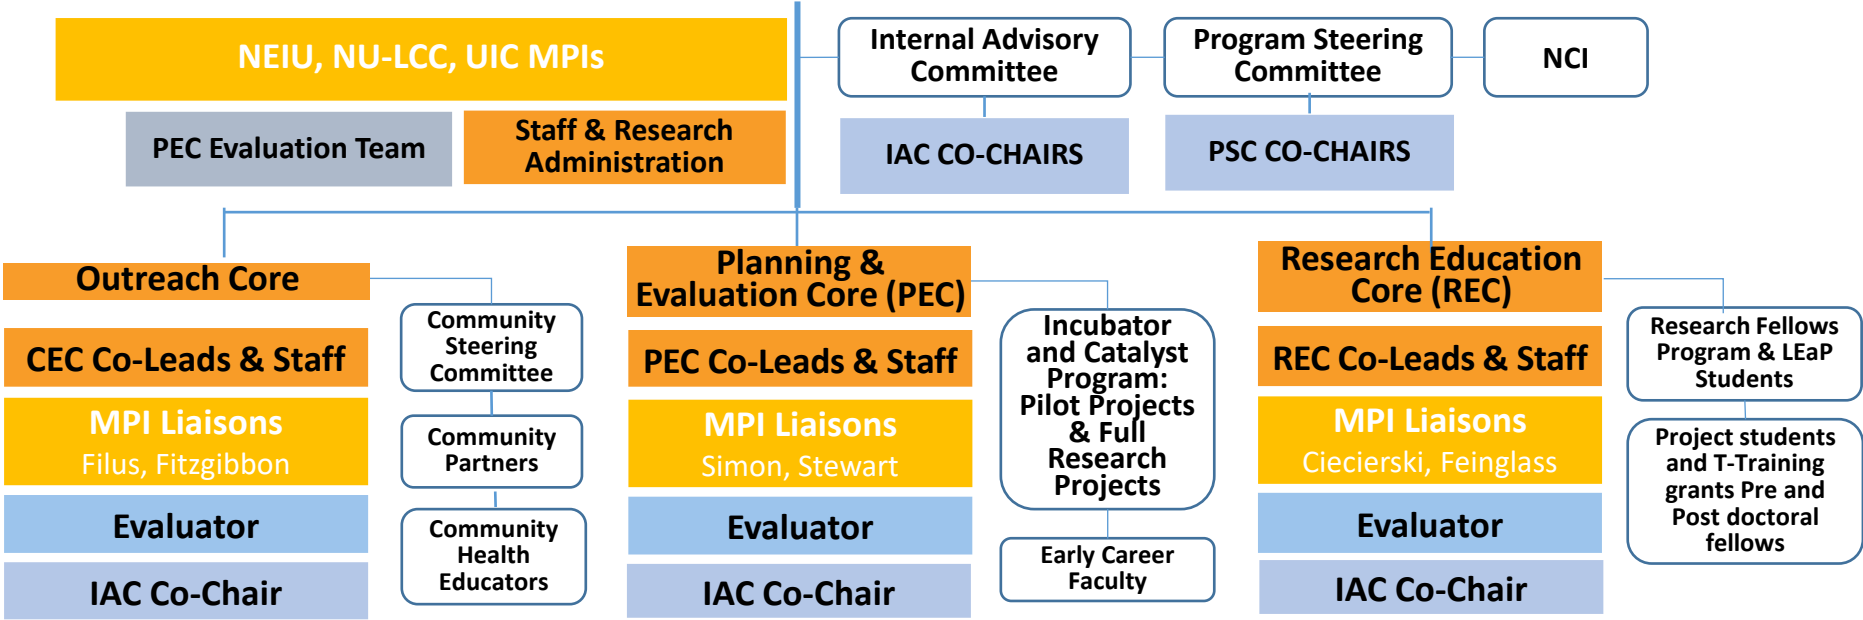 NEIU, NU-LCC, UIC MPIs
Internal Advisory
Committee
Program Steering
Committee
NCI
PEC Evaluation Team
Staff & Research
Administration
IAC CO-CHAIRS
PSC CO-CHAIRS
Outreach Core
CEC Co-Leads & Staff
MPI Liaisons
Filus, Fitzgibbon
Evaluator
IAC Co-Chair
Community
Steering
Committee
Community
Partners
Community
Health
Educators
Planning &
Evaluation Core (PEC)
PEC Co-Leads & Staff
MPI Liaisons
Simon, Stewart
Evaluator
IAC Co-Chair
Incubator
and Catalyst
Program:
Pilot Projects
& Full
Research
Projects
Early Career
Faculty
Research Education
Core (REC)
REC Co-Leads & Staff
MPI Liaisons
Ciecierski, Feinglass
Evaluator
IAC Co-Chair
Research Fellows
Program & LEaP
Students
Project students
and T-Training
grants Pre and
Post doctoral
fellows